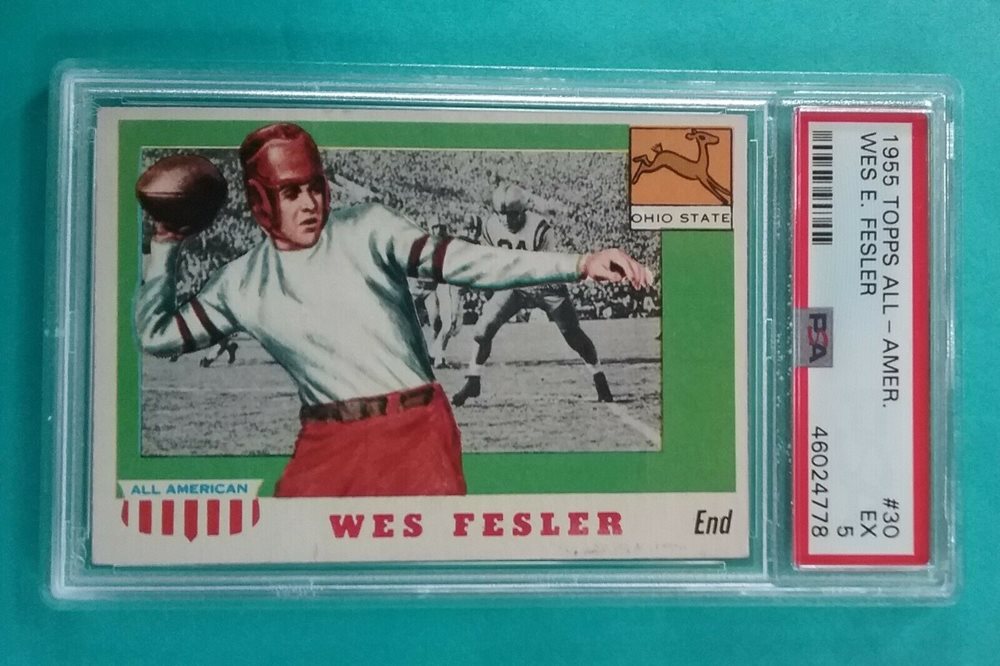 OHIO STATE
ALL AMERICAN
WES FESLER
End
1955 TOPPS ALL-AMER. #30
WES E. FESLER EX
5
PSA 46024778